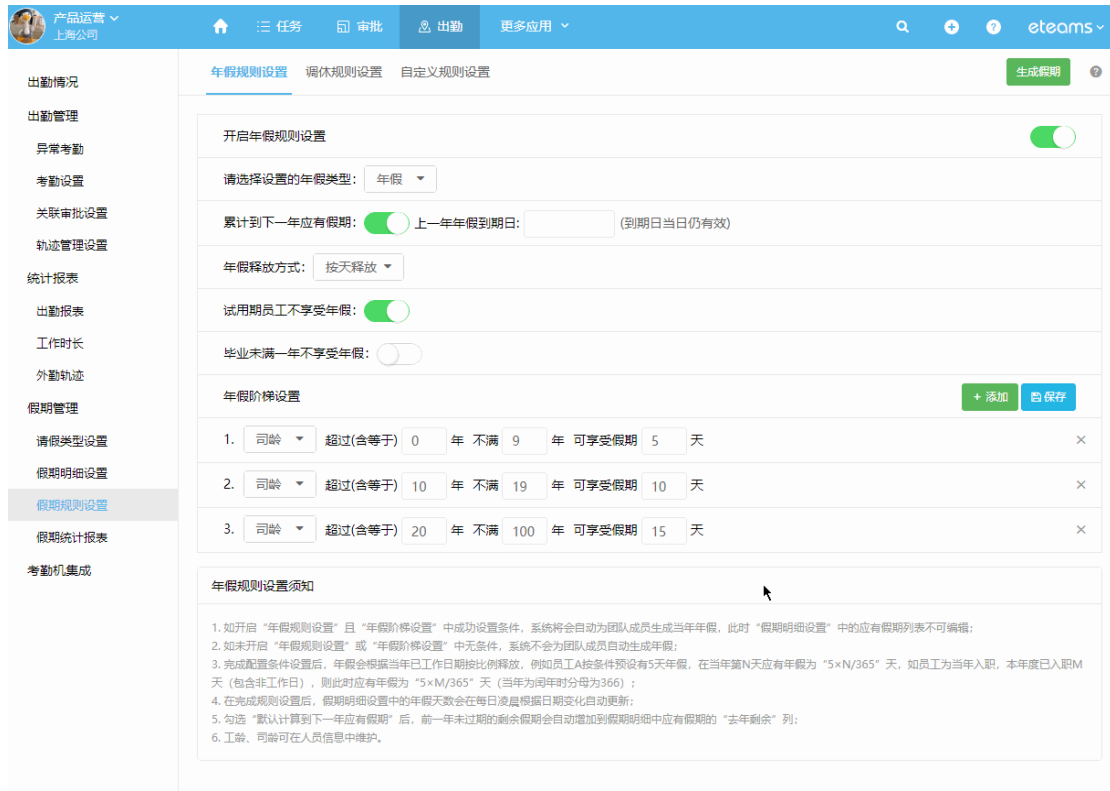 产品运营
上海公司
任务
审批
出勤
更多应用
eteams
出勤情况
出勤管理
异常考勤
考勤设置
关联审批设置
轨迹管理设置
统计报表
出勤报表
工作时长
外勤轨迹
假期管理
请假类型设置
假期明细设置
假期规则设置
假期统计报表
考勤机集成
年假规则设置 调休规则设置 自定义规则设置
生成假期
开启年假规则设置
请选择设置的年假类型: 年假
累计到下一年应有假期: 上一年年假到期日: (到期日当日仍有效)
年假释放方式: 按天释放
试用期员工不享受年假:
毕业未满一年不享受年假:
年假阶梯设置
+ 添加
保存
1. 司龄 超过(含等于) 0 年 不满 9 年 可享受假期 5 天
2. 司龄 超过(含等于) 10 年 不满 19 年 可享受假期 10 天
3. 司龄 超过(含等于) 20 年 不满 100 年 可享受假期 15 天
年假规则设置须知
1. 如开启“年假规则设置”且“年假阶梯设置”中成功设置条件，系统将会自动为团队成员生成当年年假，此时“假期明细设置”中的应有假期列表不可编辑；
2. 如未开启“年假规则设置”或“年假阶梯设置”中无条件，系统不会为团队成员自动生成年假；
3. 完成配置条件设置后，年假会根据当年已工作日期按比例释放，例如员工A按条件预设有5天年假，在当年第N天应有年假为“5×N/365”天，如员工为当年入职，本年度已入职M
天（包含非工作日），则此时应有年假为“5×M/365”天（当年为闰年时分母为366）；
4. 在完成规则设置后，假期明细设置中的年假天数会在每日凌晨根据日期变化自动更新；
5. 勾选“默认计算到下一年应有假期”后，前一年未过期的剩余假期会自动增加到假期明细中应有假期的“去年剩余”列；
6. 工龄、司龄可在人员信息中维护。